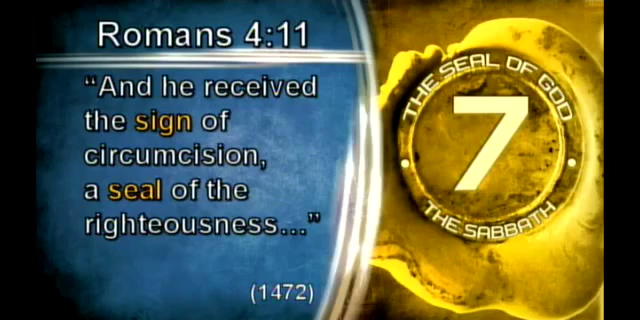 Romans 4:11
“And he received
the sign of
circumcision,
a seal of the
righteousness...”
(1472)
THE SEAL OF GOD
7
THE SABBATH